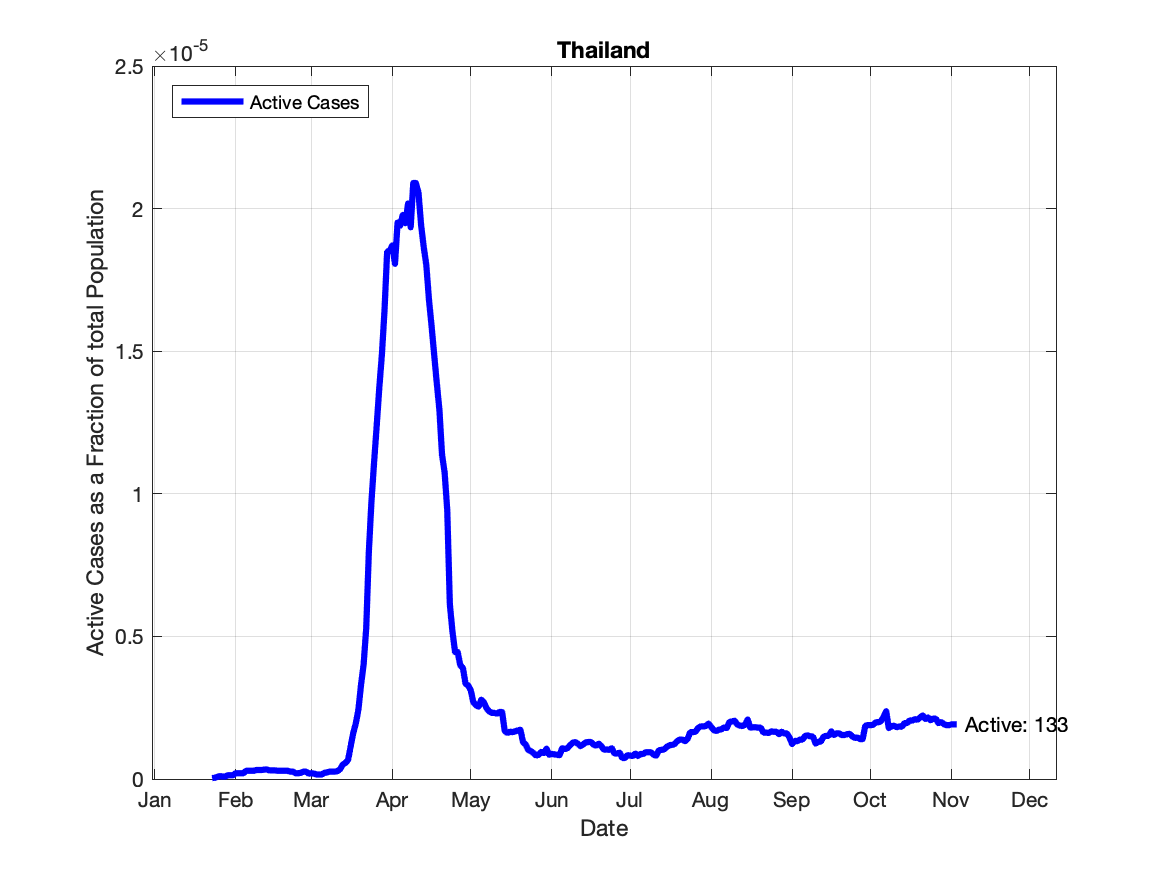 Thailand
×10-5
2.5
2
1.5
1
0.5
0
Active Cases as a Fraction of total Population
Active Cases
Active: 133
Jan Feb Mar Apr May Jun Jul Aug Sep Oct Nov Dec
Date